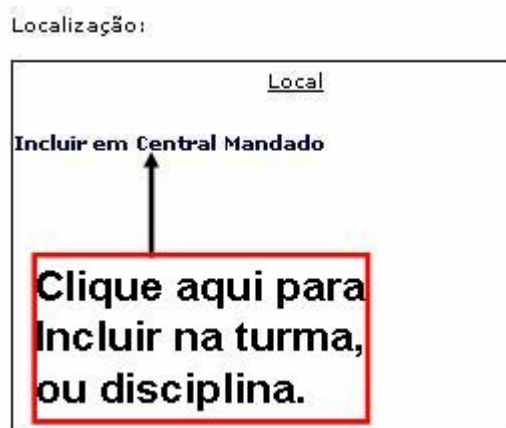 Localização:
Local
Incluir em Central Mandado
Clique aqui para
Incluir na turma,
ou disciplina.